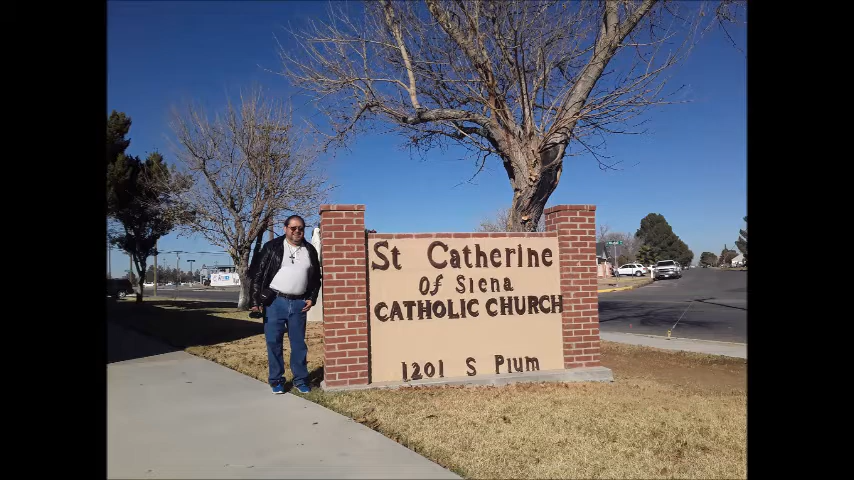 St Catherine
Of Siena
CATHOLIC CHURCH
1201 S Plum